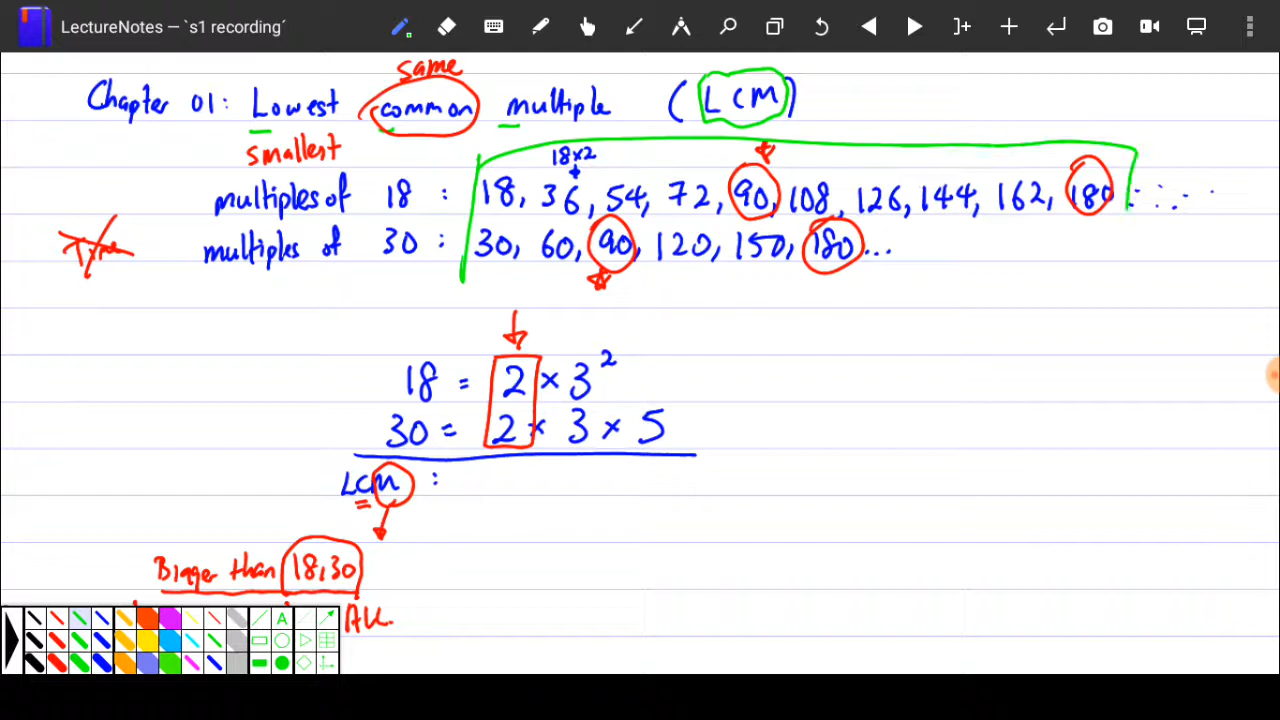 LectureNotes — `s1 recording´
same
Chapter 01: Lowest common multiple (LCM)
smallest
18×2
multiples of 18 : 18, 36, 54, 72, 90, 108, 126, 144, 162, 180 : : : . .
multiples of 30 : 30, 60, 90, 120, 150, 180 ...
18 = 2 × 3²
30 = 2 × 3 × 5
LCM :
Bigger than 18,30
A